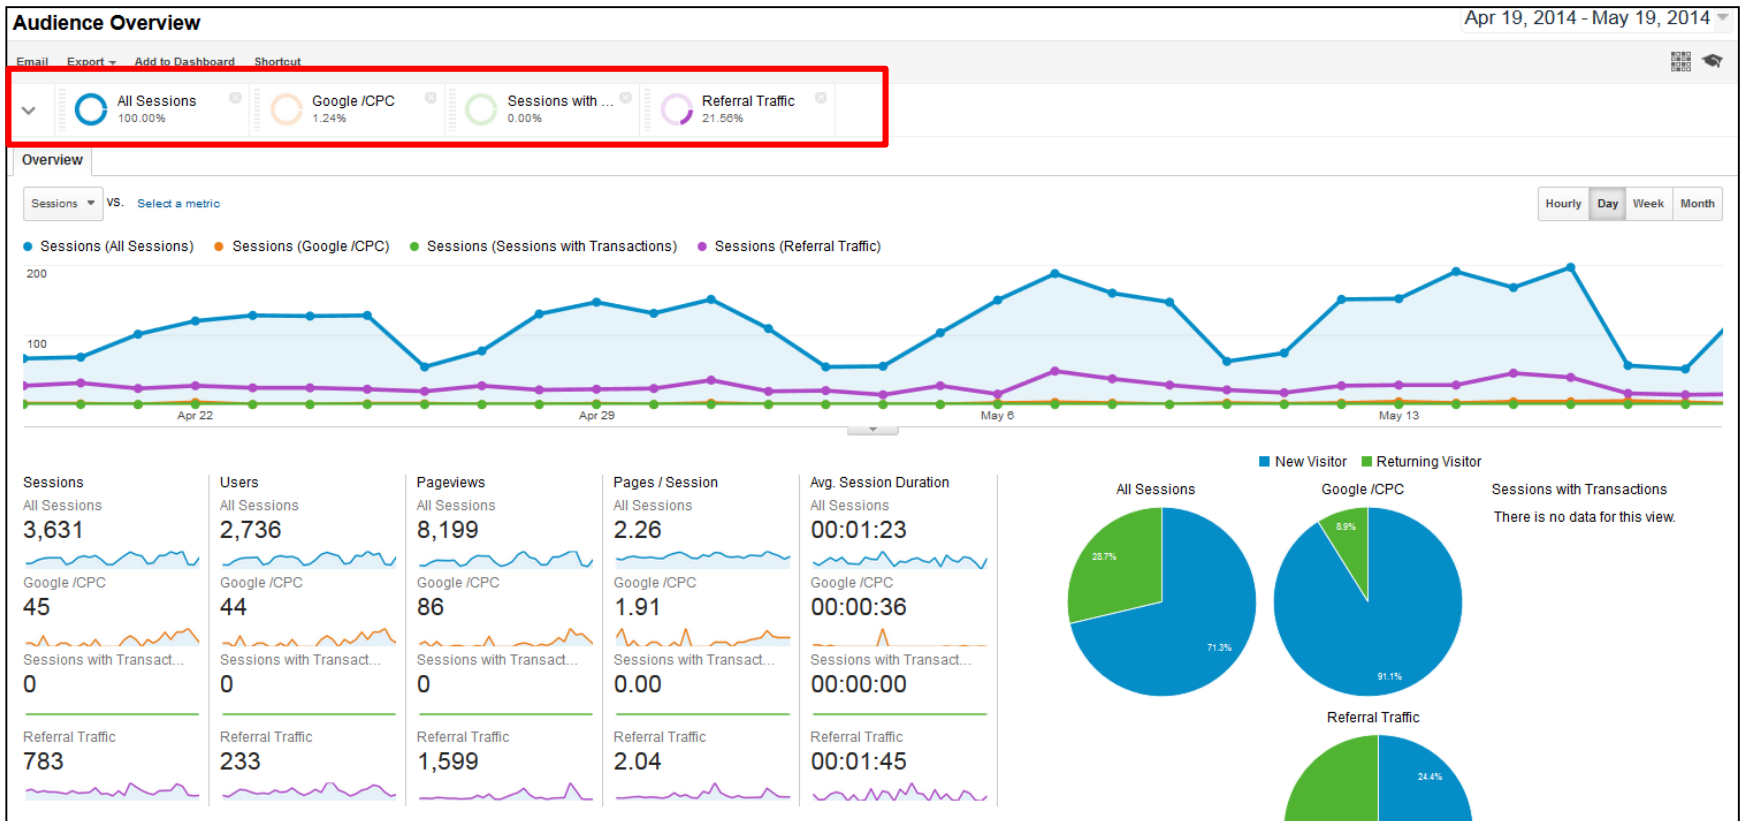 Audience Overview
Apr 19, 2014 - May 19, 2014
Email Export Add to Dashboard Shortcut
All Sessions
100.00%
Google /CPC
1.24%
Sessions with ...
0.00%
Referral Traffic
21.56%
Overview
Sessions VS. Select a metric
Hourly Day Week Month
Sessions (All Sessions) Sessions (Google /CPC) Sessions (Sessions with Transactions) Sessions (Referral Traffic)
200
100
Apr 22 Apr 29 May 6 May 13
New Visitor Returning Visitor
Sessions Users Pageviews Pages / Session Avg. Session Duration
All Sessions All Sessions All Sessions All Sessions All Sessions
3,631 2,736 8,199 2.26 00:01:23
Google /CPC Google /CPC Google /CPC Google /CPC Google /CPC
45 44 86 1.91 00:00:36
Sessions with Transact... Sessions with Transact... Sessions with Transact... Sessions with Transact... Sessions with Transact...
0 0 0 0.00 00:00:00
Referral Traffic Referral Traffic Referral Traffic Referral Traffic Referral Traffic
783 233 1,599 2.04 00:01:45
All Sessions Google /CPC Sessions with Transactions
There is no data for this view.
28.7%
71.3%
8.9%
91.1%
Referral Traffic
24.4%